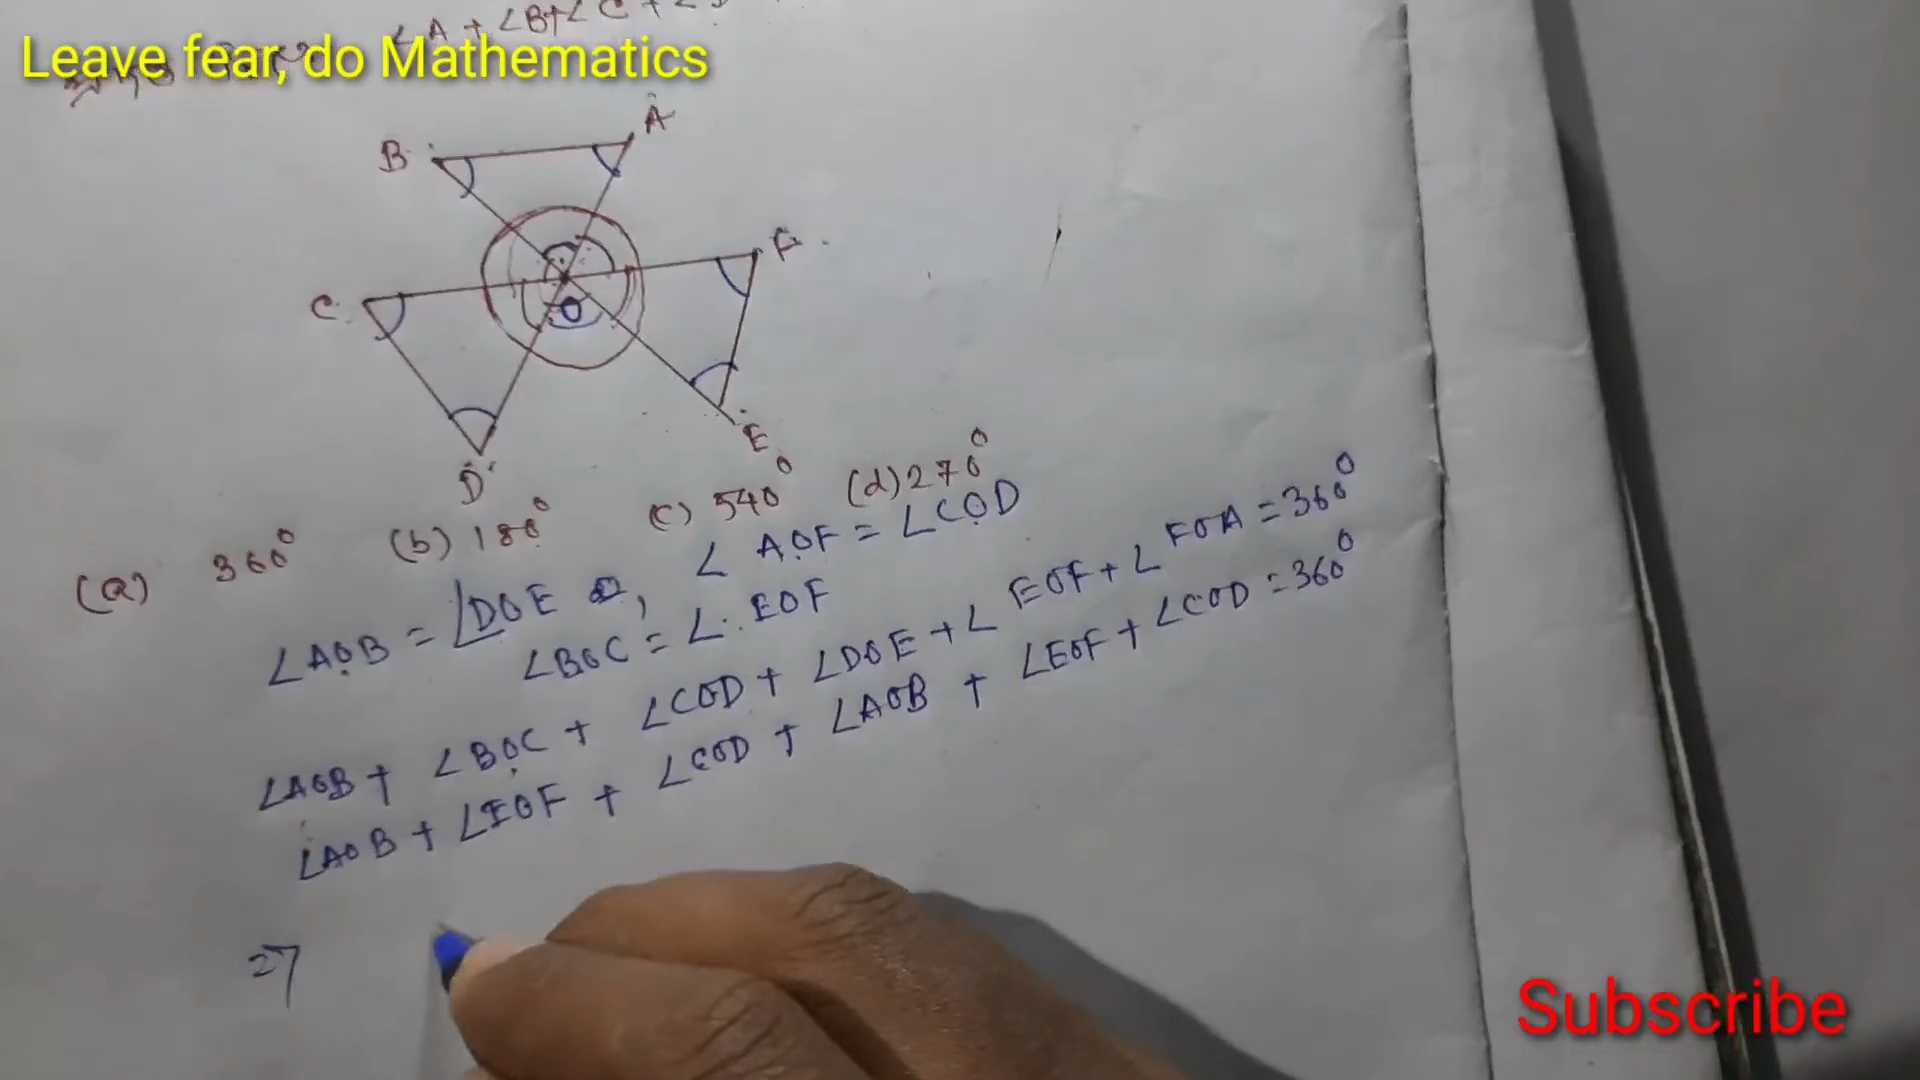 ∠A + ∠B + ∠C + ∠D
Leave fear, do Mathematics
A
B
F
C
O
E
D
(a) 360° (b) 180° (c) 540° (d) 270°
∠AOB = ∠DOE , ∠AOF = ∠COD
∠BOC = ∠EOF
∠AOB + ∠BOC + ∠COD + ∠DOE + ∠EOF + ∠FOA = 360°
∠AOB + ∠EOF + ∠COD + ∠AOB + ∠EOF + ∠COD = 360°
Subscribe